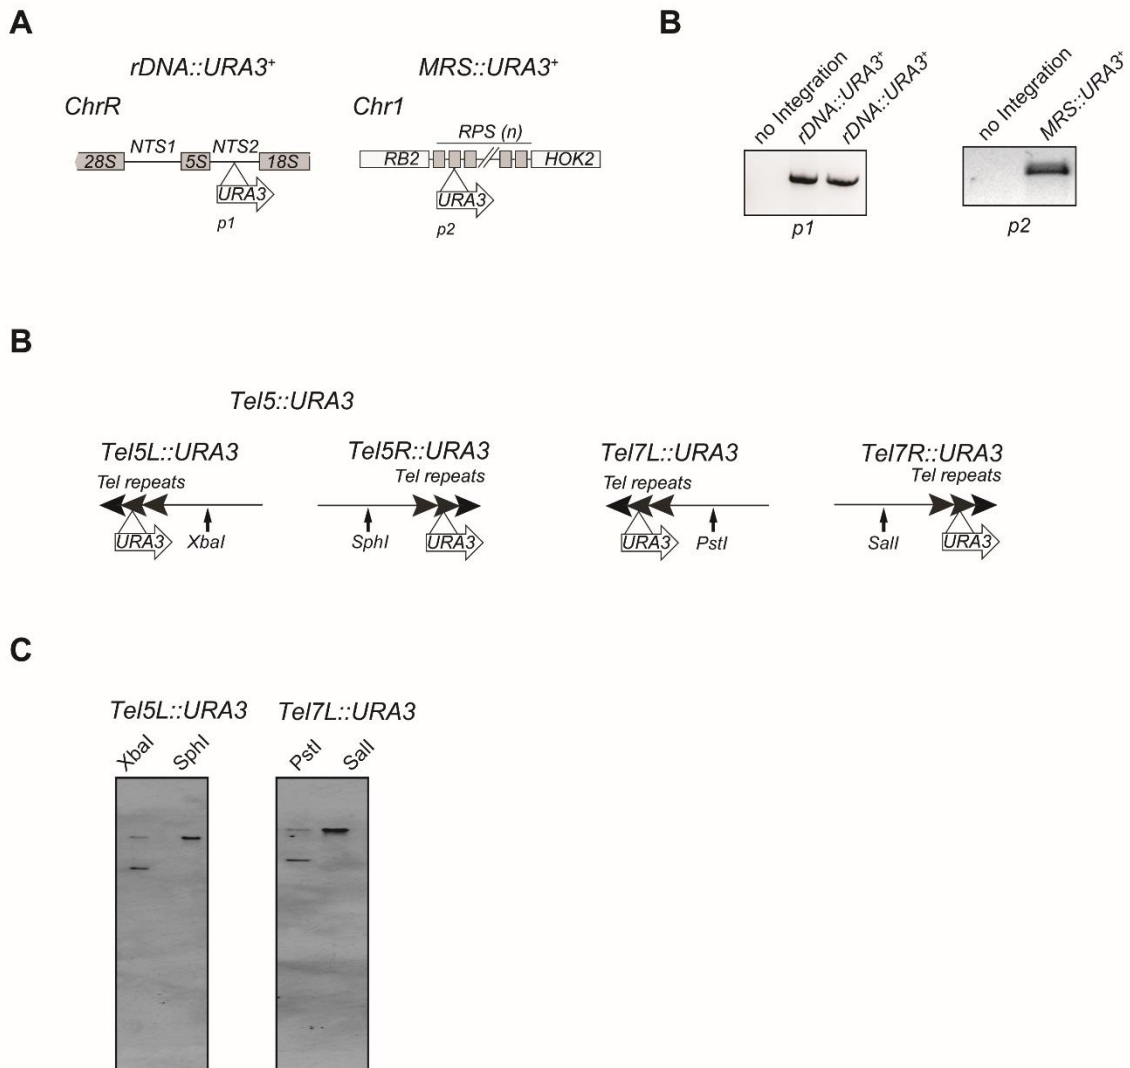 A
rDNA::URA3+
MRS::URA3+
ChrR
Chr1
NTS1
NTS2
RPS (n)
28S
5S
18S
RB2
HOK2
URA3
URA3
p1
p2
B
no Integration
rDNA::URA3+
rDNA::URA3+
no Integration
MRS::URA3+
p1
p2
B
Tel5::URA3
Tel5L::URA3
Tel5R::URA3
Tel7L::URA3
Tel7R::URA3
Tel repeats
Tel repeats
Tel repeats
Tel repeats
URA3
XbaI
SphI
URA3
URA3
PstI
SalI
URA3
C
Tel5L::URA3
Tel7L::URA3
XbaI
SphI
PstI
SalI